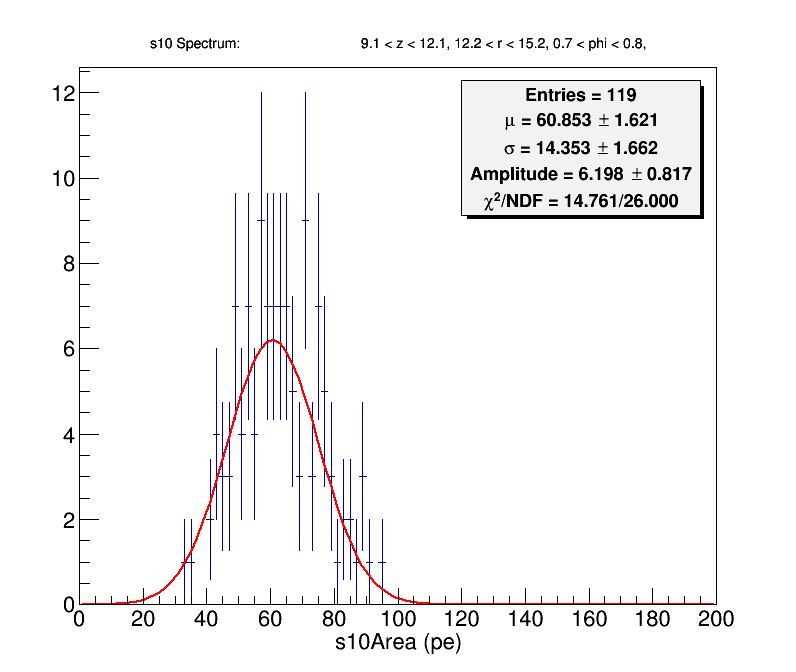 s10 Spectrum: 9.1 < z < 12.1, 12.2 < r < 15.2, 0.7 < phi < 0.8,
Entries = 119
μ = 60.853 ± 1.621
σ = 14.353 ± 1.662
Amplitude = 6.198 ± 0.817
χ²/NDF = 14.761/26.000
12
10
8
6
4
2
0
0 20 40 60 80 100 120 140 160 180 200
s10Area (pe)